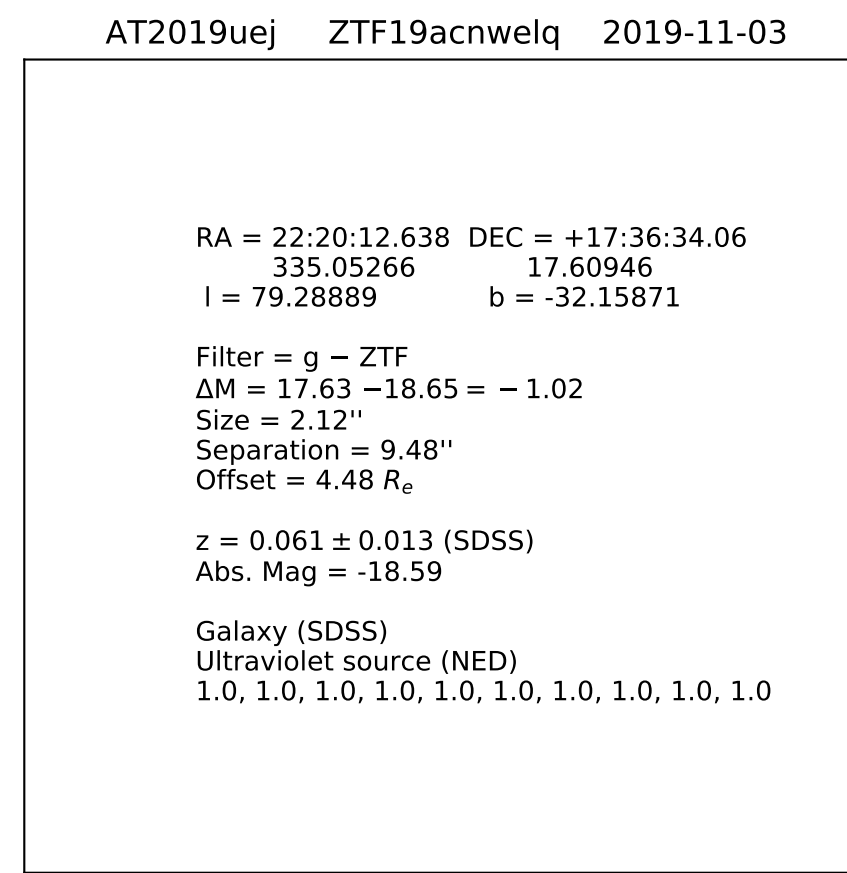 AT2019uej ZTF19acnwelq 2019-11-03
RA = 22:20:12.638 DEC = +17:36:34.06
335.05266 17.60946
l = 79.28889 b = -32.15871
Filter = g − ZTF
ΔM = 17.63 −18.65 = − 1.02
Size = 2.12''
Separation = 9.48''
Offset = 4.48 Rₑ
z = 0.061 ± 0.013 (SDSS)
Abs. Mag = -18.59
Galaxy (SDSS)
Ultraviolet source (NED)
1.0, 1.0, 1.0, 1.0, 1.0, 1.0, 1.0, 1.0, 1.0, 1.0